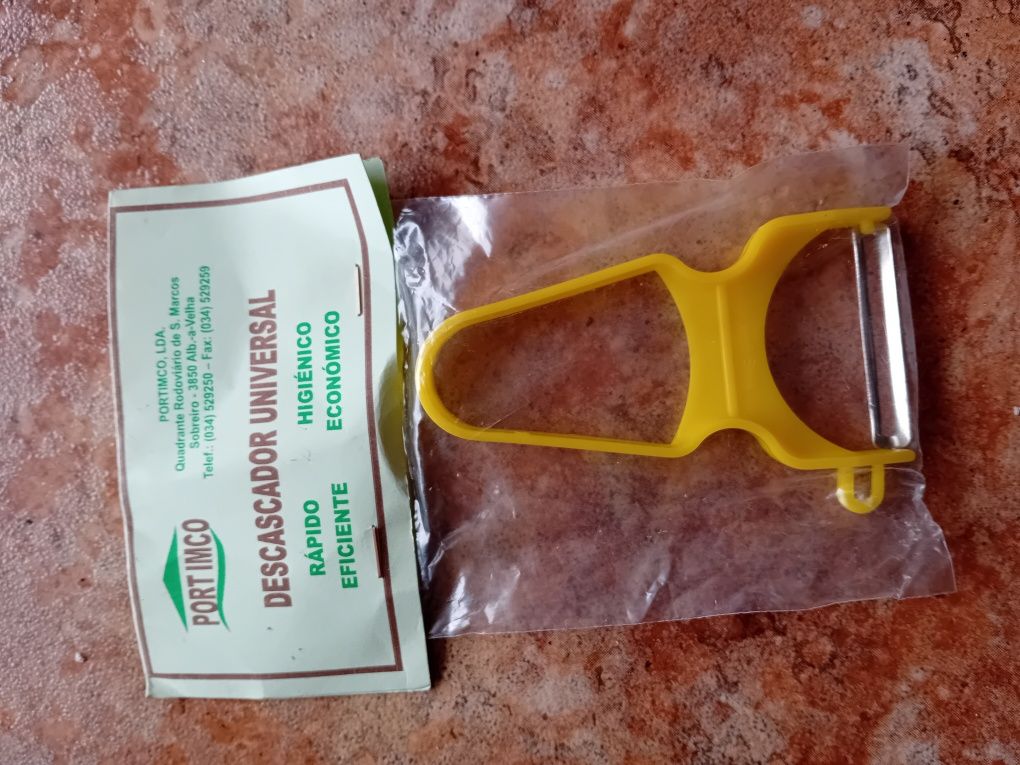 PORTIMCO
PORTIMCO, LDA.
Quadrante Rodoviário de S. Marcos
Sobreiro - 3850 Alb.-a-Velha
Telef.: (034) 529250 – Fax: (034) 529259
DESCASCADOR UNIVERSAL
RÁPIDO HIGIÉNICO
EFICIENTE ECONÓMICO